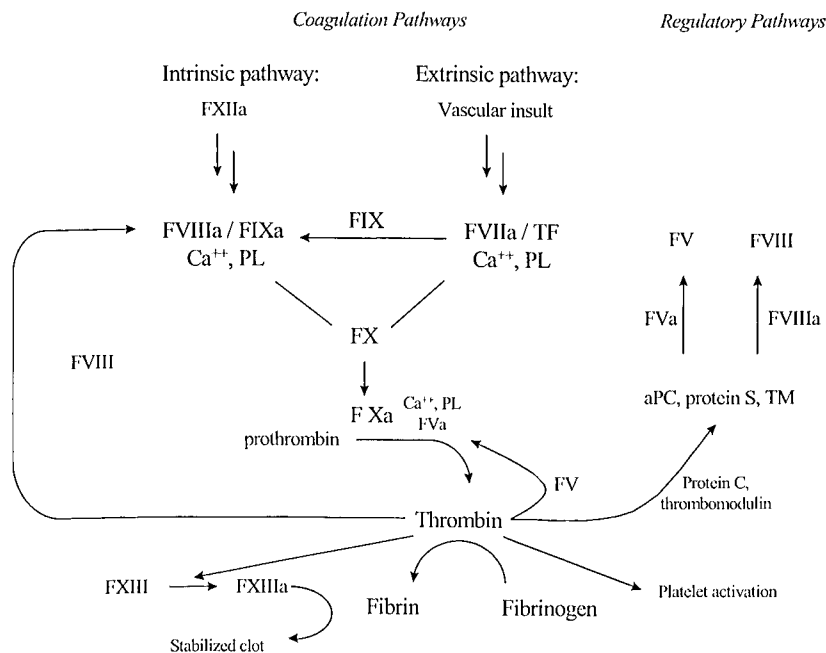 Coagulation Pathways
Regulatory Pathways
Intrinsic pathway:
FXIIa
Extrinsic pathway:
Vascular insult
FVIIIa / FIXa
Ca⁺⁺, PL
FIX
FVIIa / TF
Ca⁺⁺, PL
FV
FVIII
FVa
FVIIIa
FX
FVIII
F Xa
Ca⁺⁺, PL
FVa
aPC, protein S, TM
prothrombin
FV
Protein C,
thrombomodulin
Thrombin
FXIII
FXIIIa
Fibrin
Fibrinogen
Platelet activation
Stabilized clot